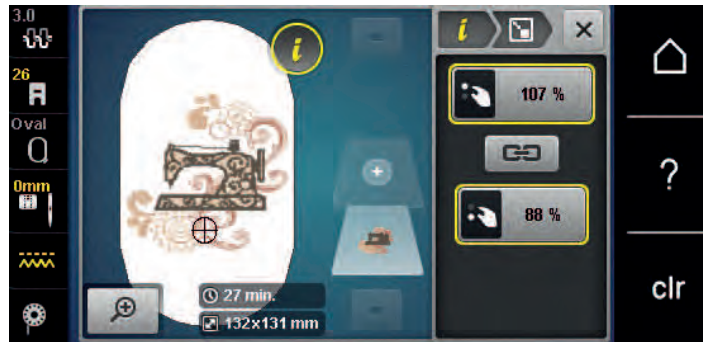 3.0
26
Oval
0mm
i
27 min.
132x131 mm
i
107 %
88 %
?
clr